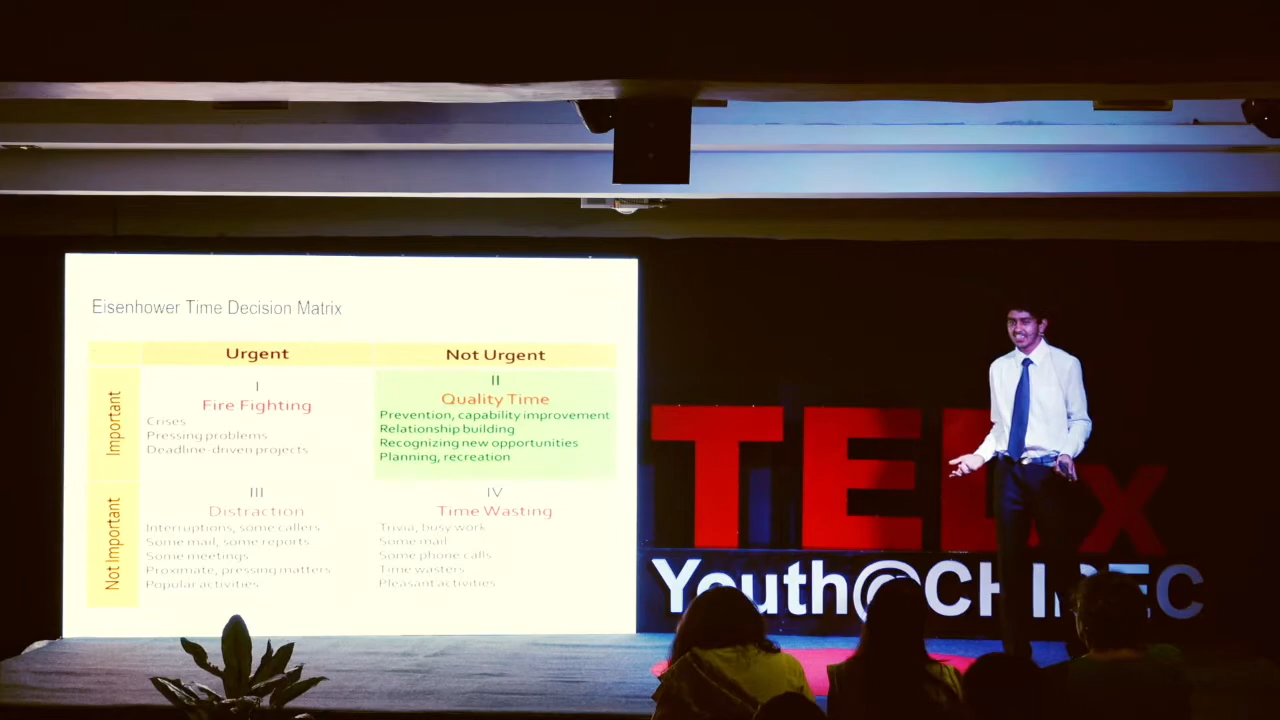 Eisenhower Time Decision Matrix
Urgent
Not Urgent
Important
I
Fire Fighting
Crises
Pressing problems
Deadline-driven projects
II
Quality Time
Prevention, capability improvement
Relationship building
Recognizing new opportunities
Planning, recreation
Not Important
III
Distraction
Interruptions, some callers
Some mail, some reports
Some meetings
Proximate, pressing matters
Popular activities
IV
Time Wasting
Trivia, busy work
Some mail
Some phone calls
Time wasters
Pleasant activities
TEDx
Youth@CHIREC